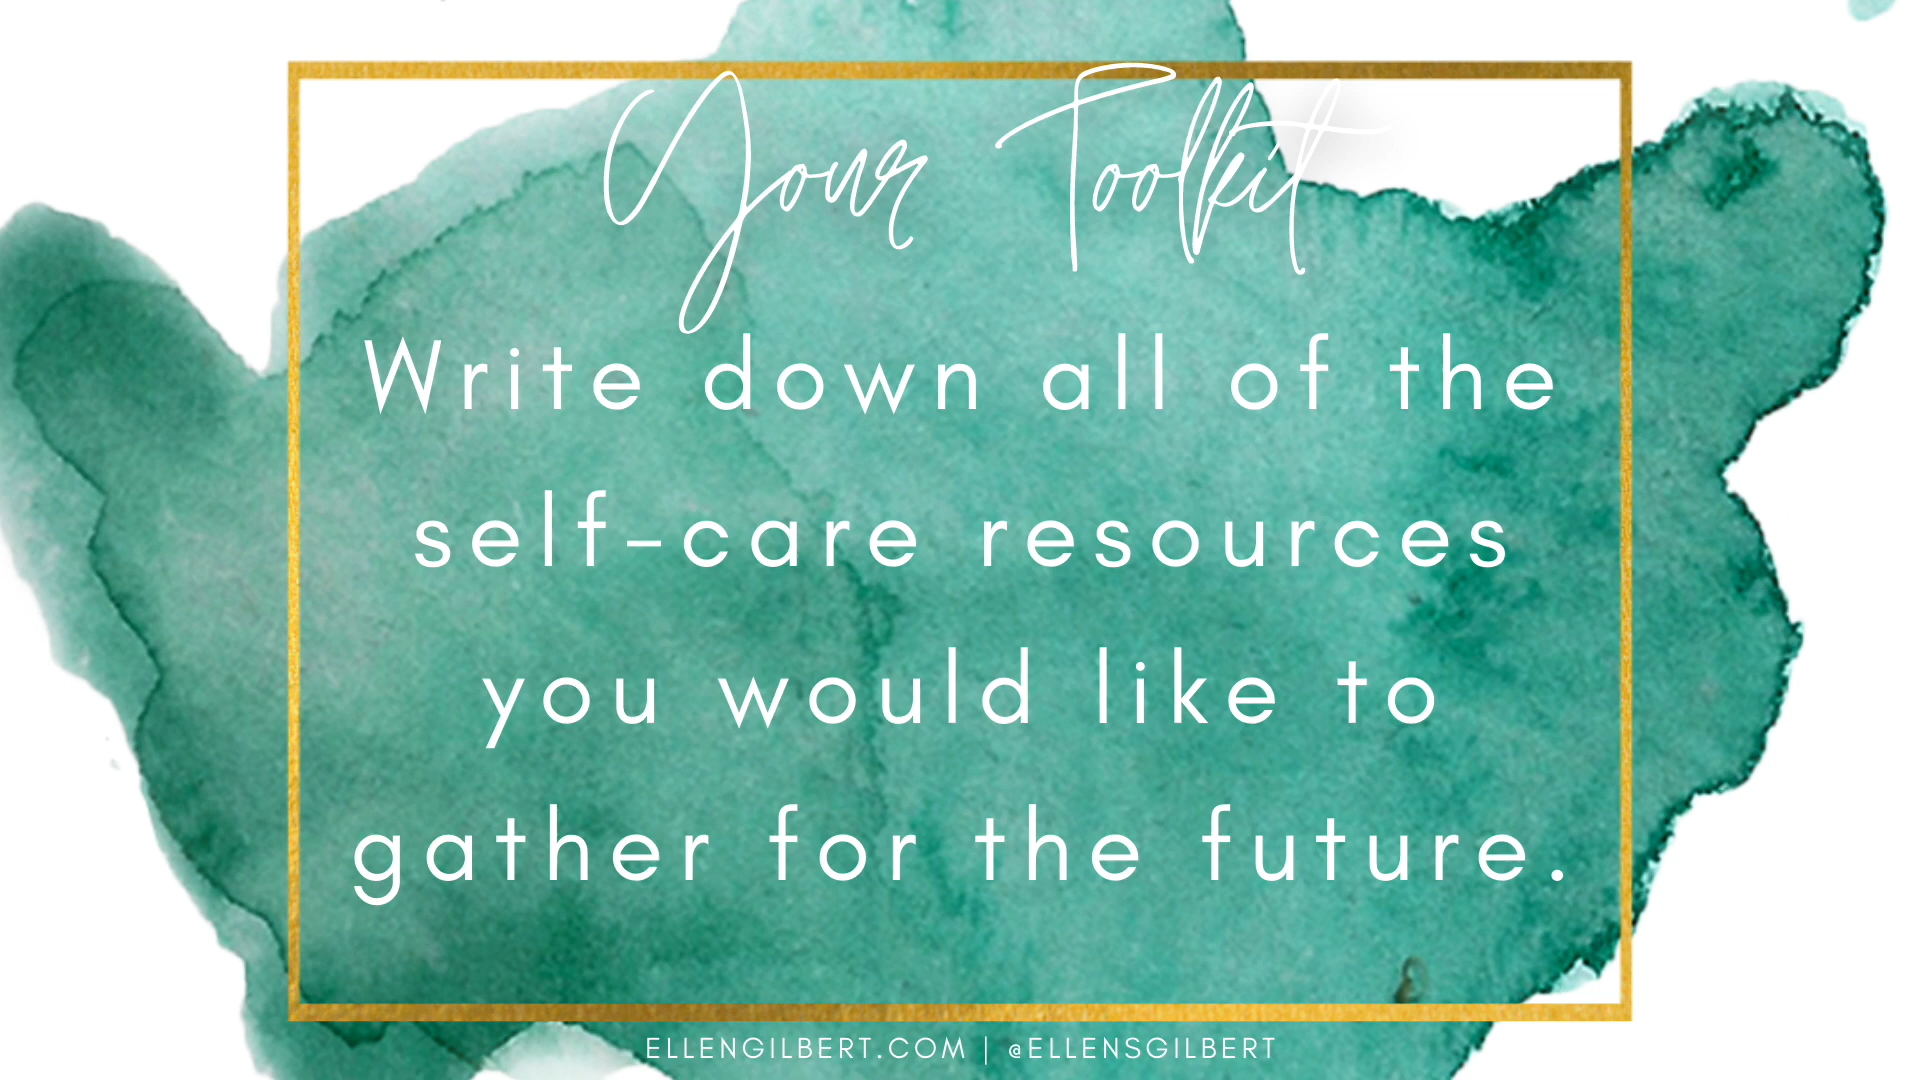 Your Toolkit
Write down all of the
self-care resources
you would like to
gather for the future.
ELLENGILBERT.COM | @ELLENSGILBERT